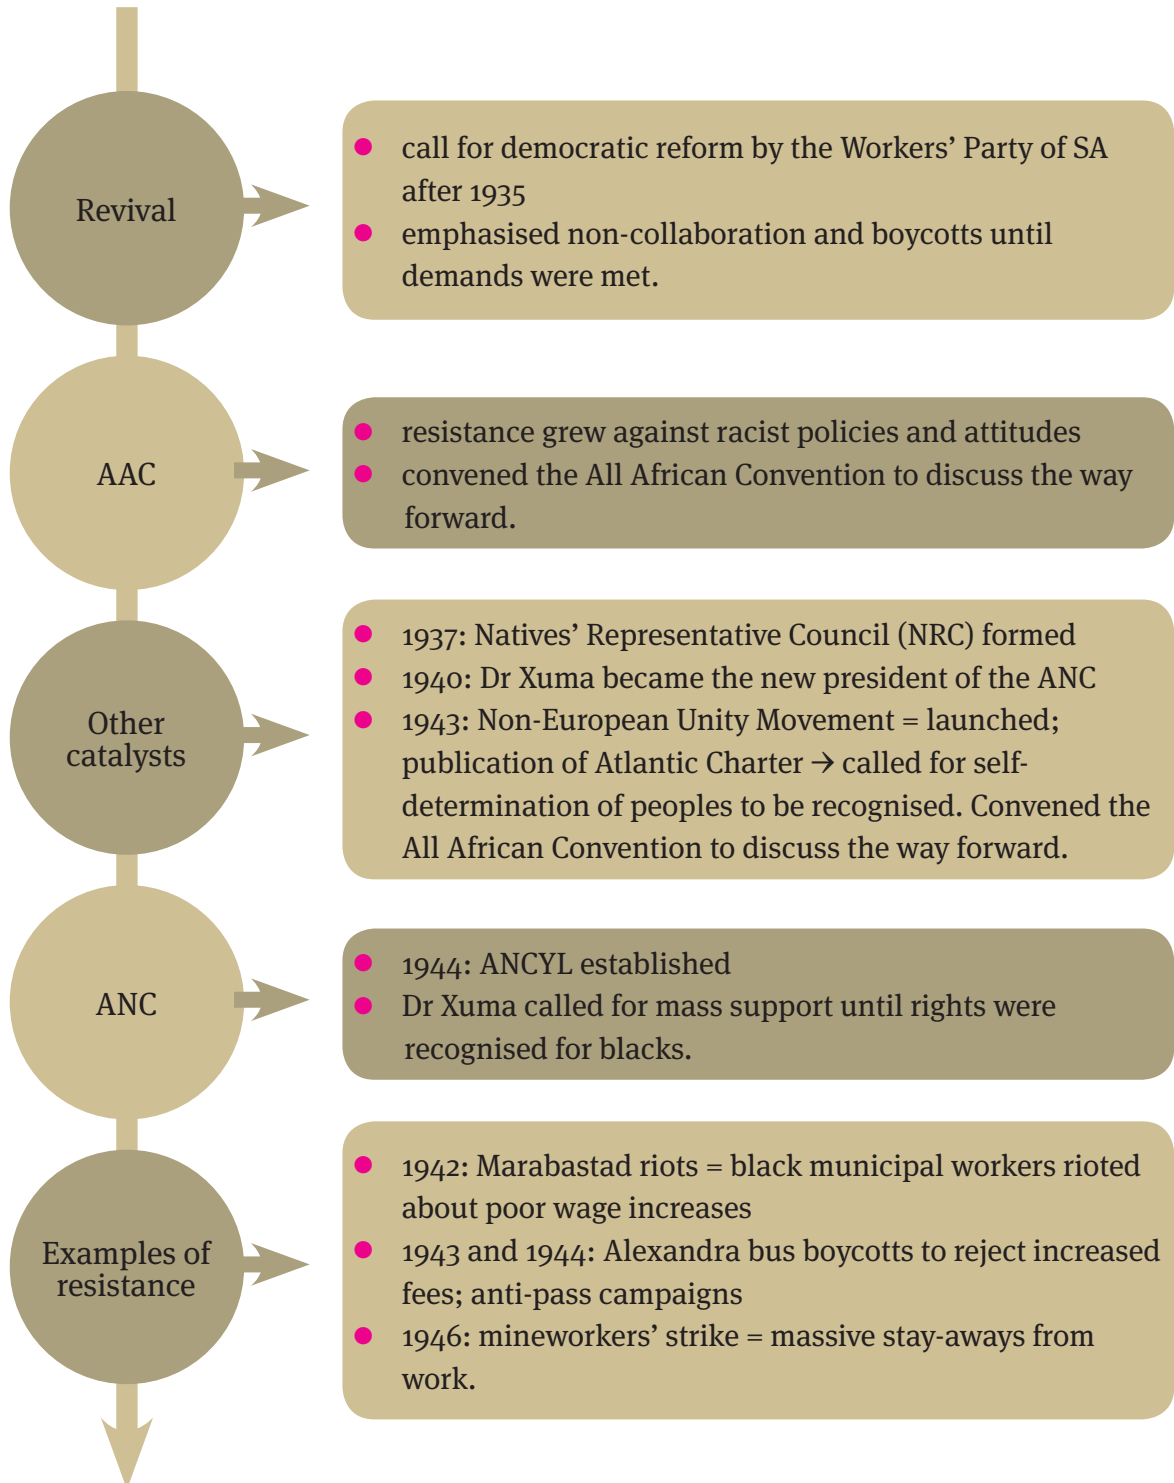 Revival
● call for democratic reform by the Workers’ Party of SA
after 1935
● emphasised non-collaboration and boycotts until
demands were met.
AAC
● resistance grew against racist policies and attitudes
● convened the All African Convention to discuss the way
forward.
Other
catalysts
● 1937: Natives’ Representative Council (NRC) formed
● 1940: Dr Xuma became the new president of the ANC
● 1943: Non-European Unity Movement = launched;
publication of Atlantic Charter → called for self-
determination of peoples to be recognised. Convened the
All African Convention to discuss the way forward.
ANC
● 1944: ANCYL established
● Dr Xuma called for mass support until rights were
recognised for blacks.
Examples of
resistance
● 1942: Marabastad riots = black municipal workers rioted
about poor wage increases
● 1943 and 1944: Alexandra bus boycotts to reject increased
fees; anti-pass campaigns
● 1946: mineworkers’ strike = massive stay-aways from
work.